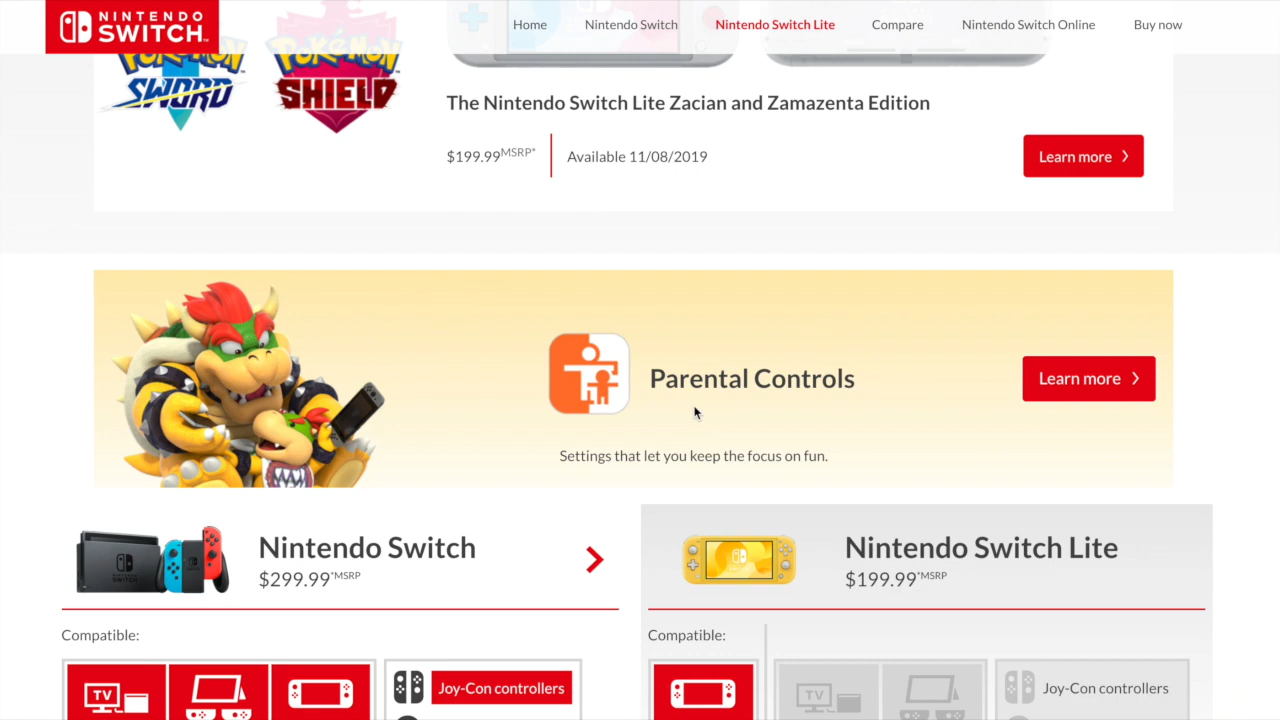 NINTENDO
SWITCH™
Home
Nintendo Switch
Nintendo Switch Lite
Compare
Nintendo Switch Online
Buy now
POKÉMON
SWORD
POKÉMON
SHIELD
The Nintendo Switch Lite Zacian and Zamazenta Edition
$199.99MSRP*
Available 11/08/2019
Learn more
Parental Controls
Learn more
Settings that let you keep the focus on fun.
Nintendo Switch
$299.99*MSRP
Nintendo Switch Lite
$199.99*MSRP
Compatible:
Compatible:
TV
Joy-Con controllers
TV
Joy-Con controllers